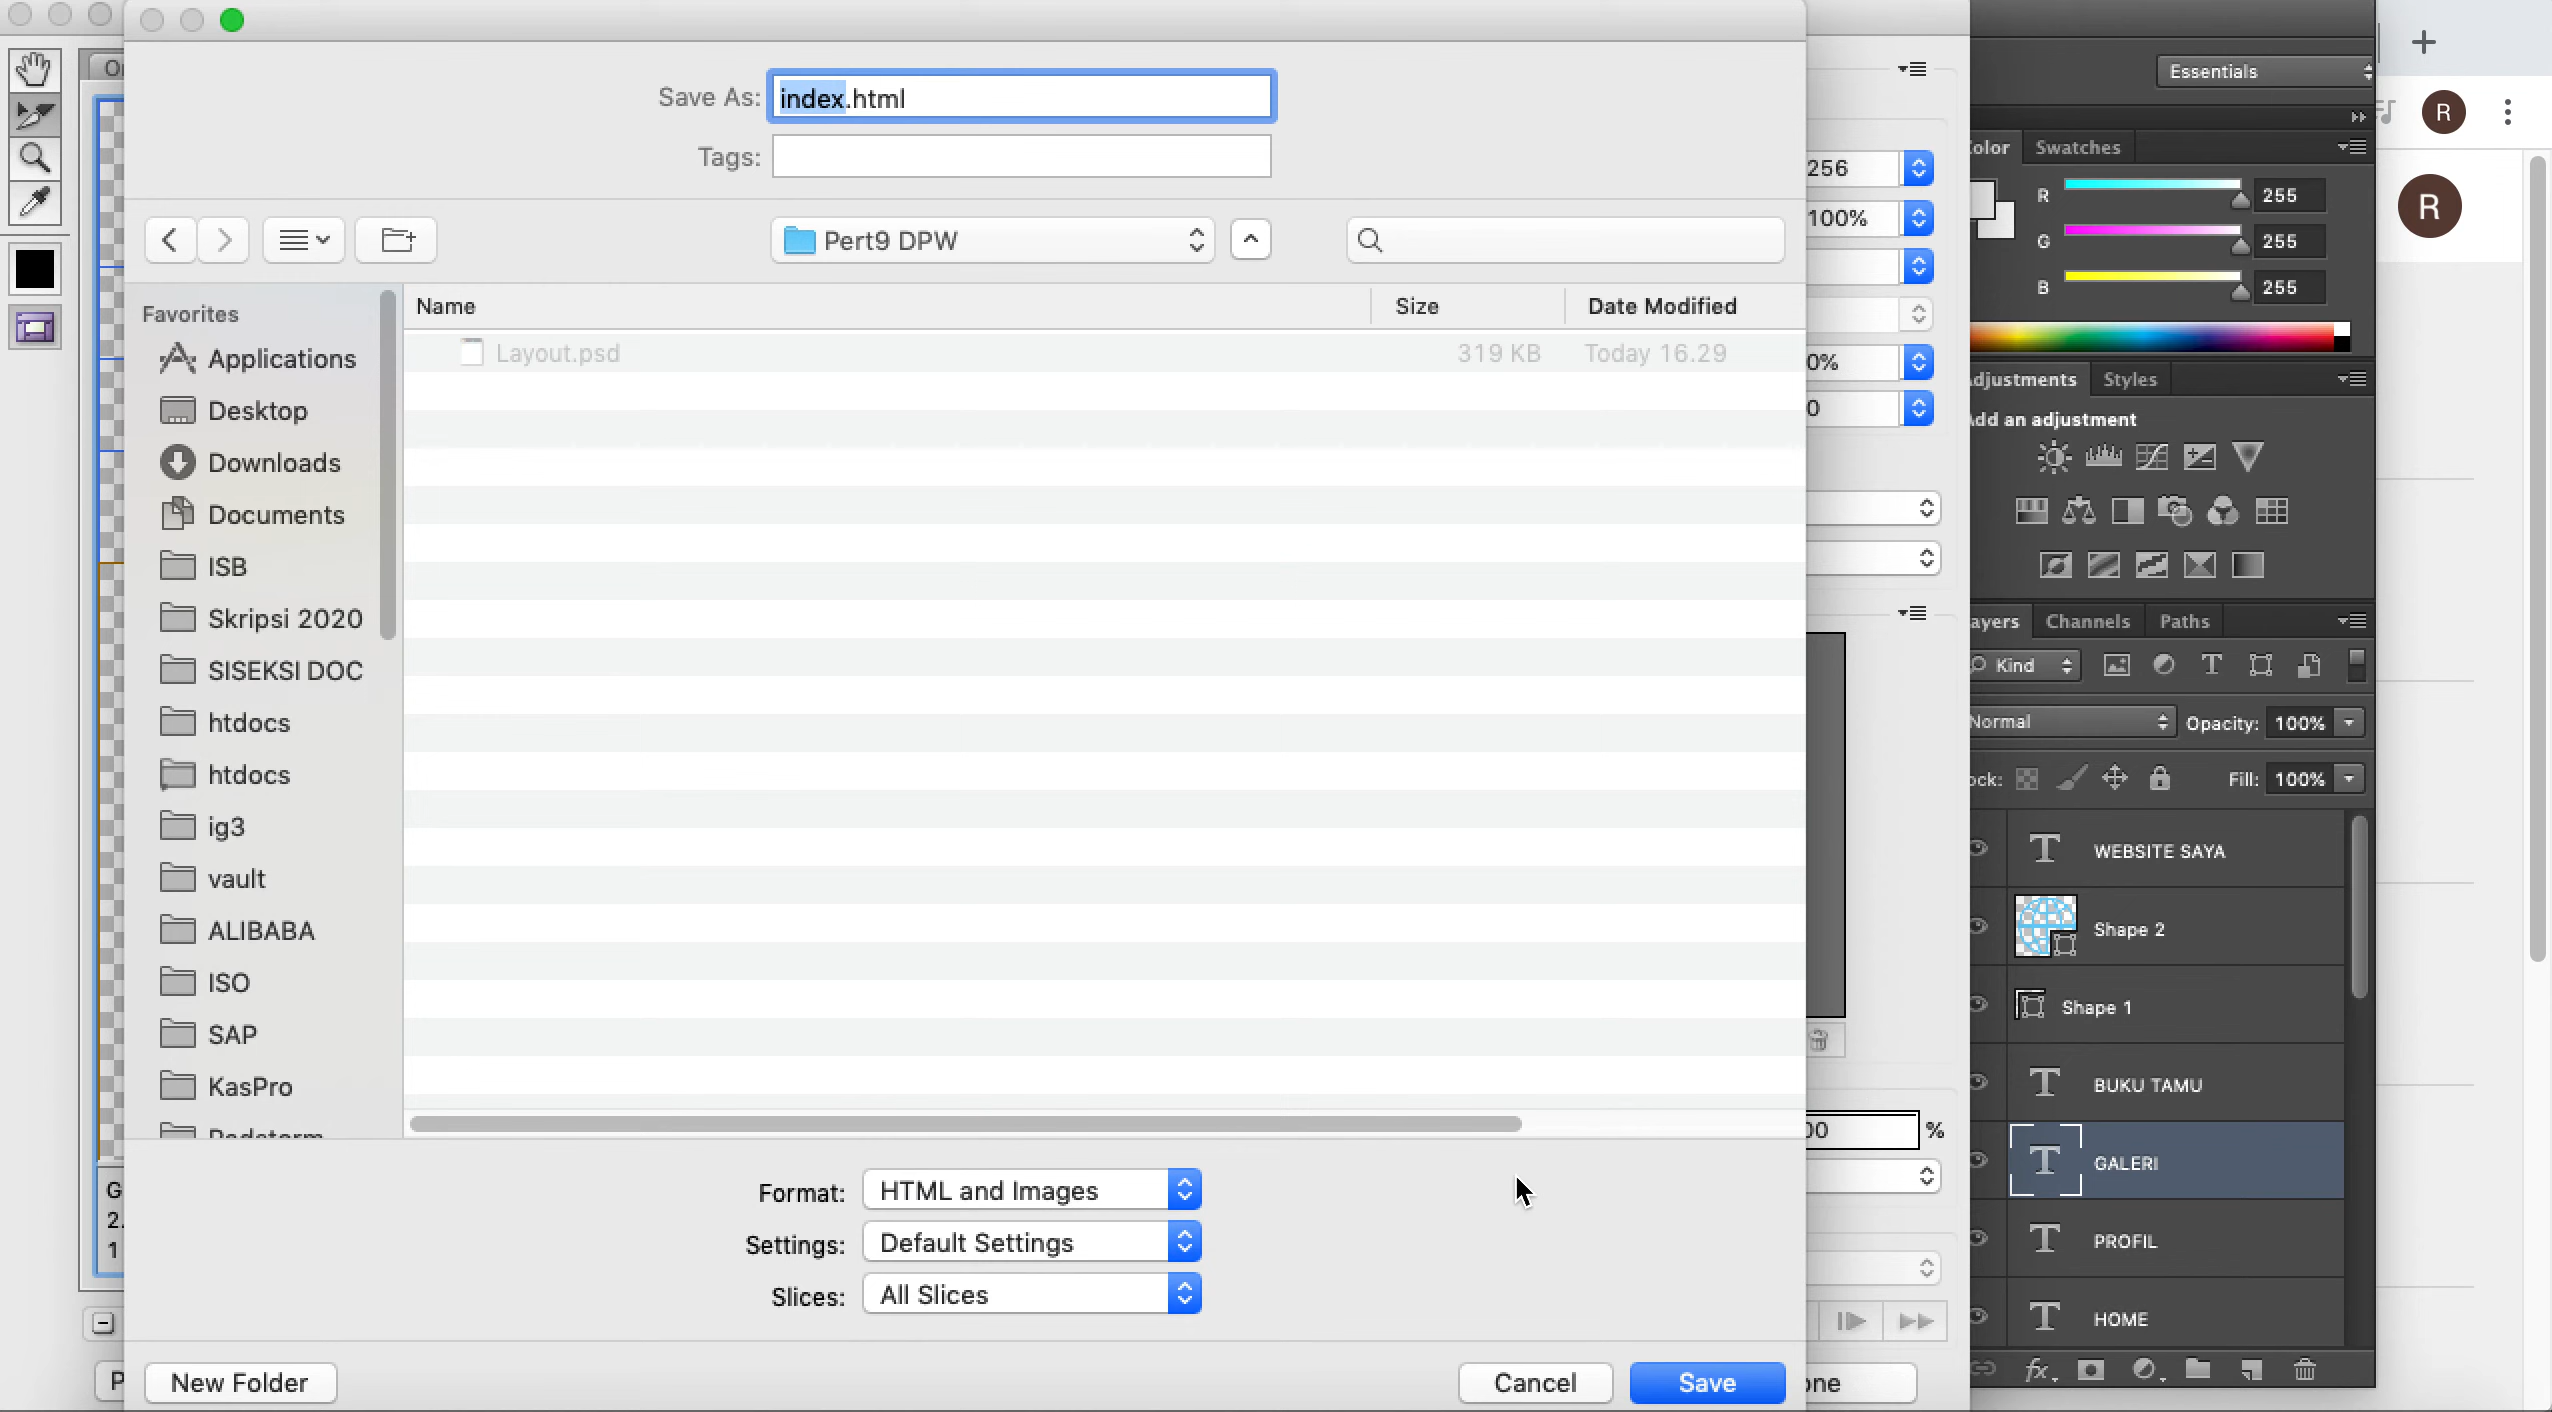 Save As: index.html
Tags:
Pert9 DPW
Favorites
Applications
Desktop
Downloads
Documents
ISB
Skripsi 2020
SISEKSI DOC
htdocs
htdocs
ig3
vault
ALIBABA
ISO
SAP
KasPro
Name Size Date Modified
Layout.psd 319 KB Today 16.29
Format: HTML and Images
Settings: Default Settings
Slices: All Slices
New Folder Cancel Save
256
100%
0%
0
%
Essentials
R
R
Swatches
R 255
G 255
B 255
Styles
Add an adjustment
Channels Paths
Kind
Normal Opacity: 100%
Fill: 100%
WEBSITE SAYA
Shape 2
Shape 1
BUKU TAMU
GALERI
PROFIL
HOME
fx